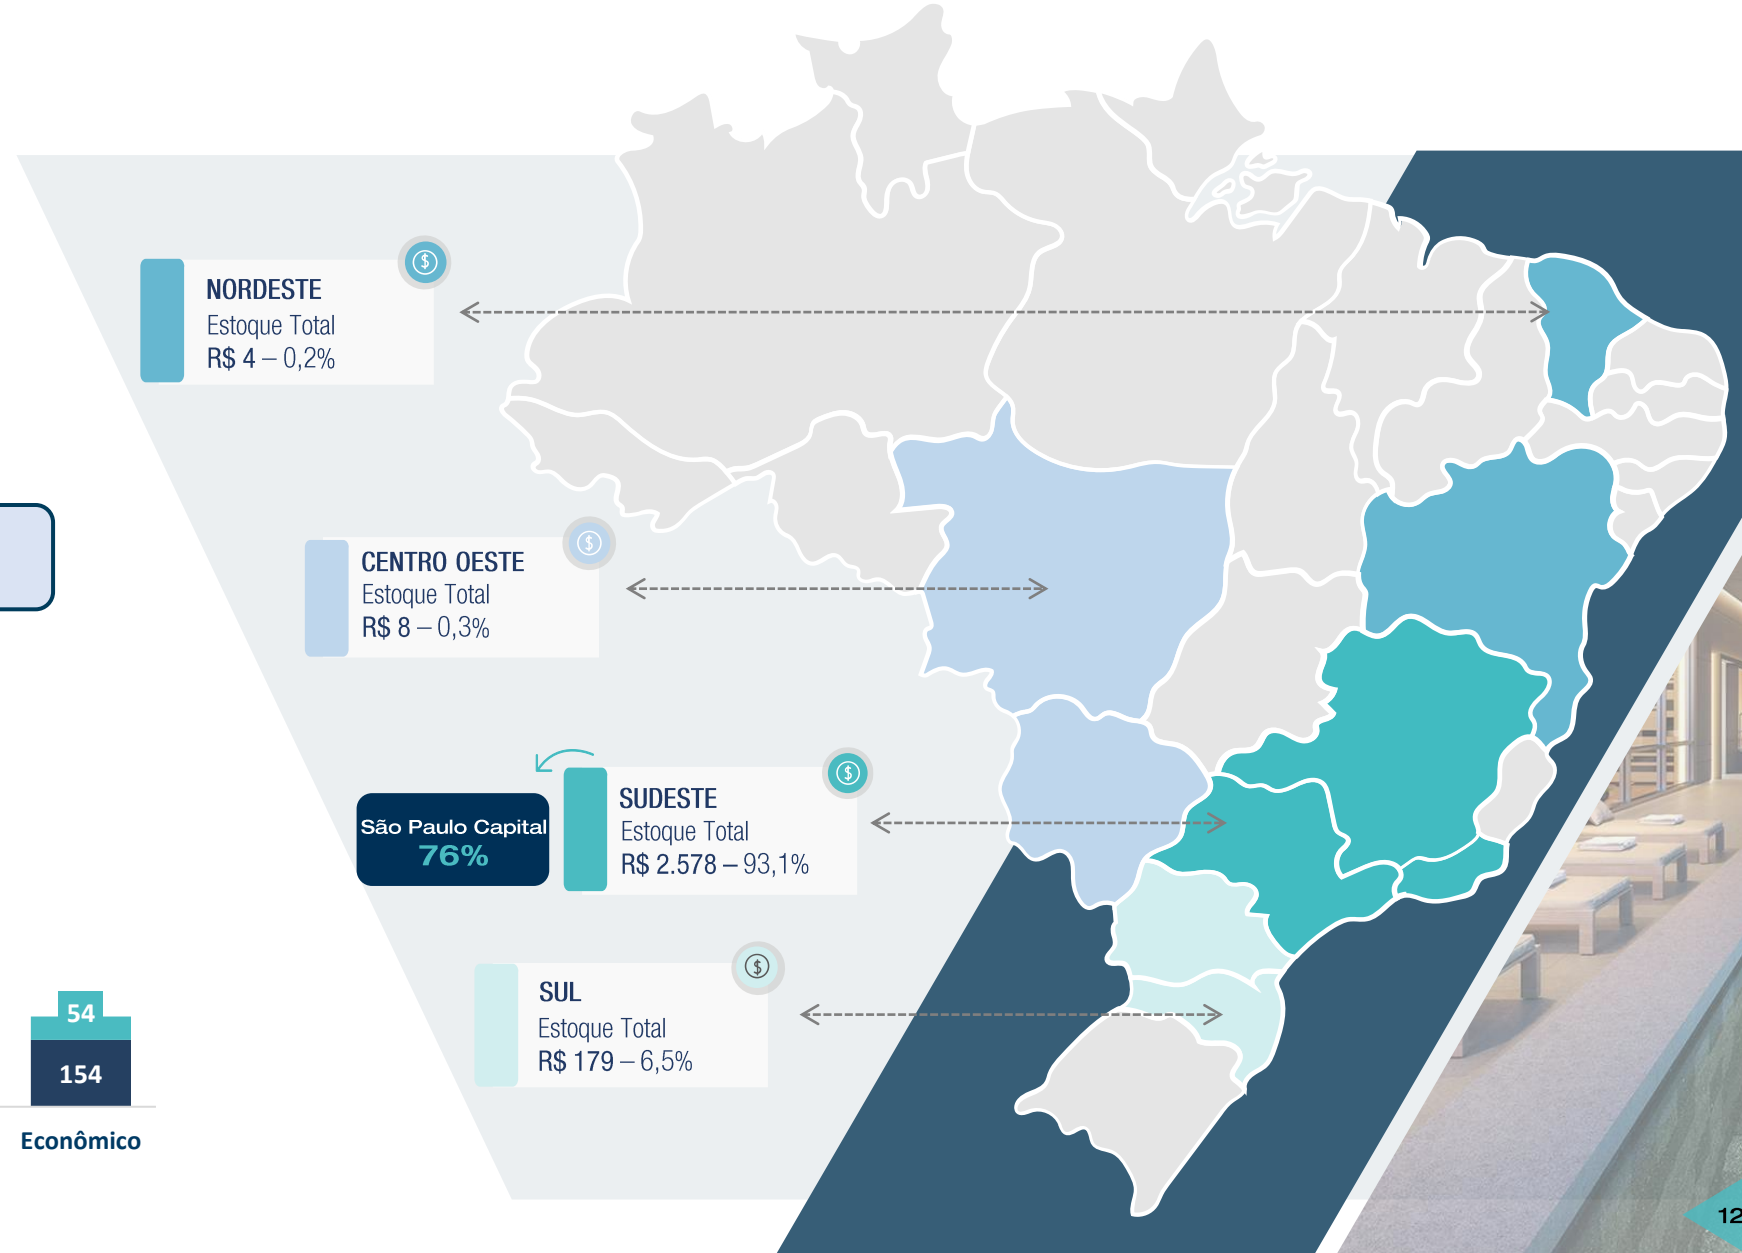 NORDESTE
Estoque Total
R$ 4 – 0,2%
CENTRO OESTE
Estoque Total
R$ 8 – 0,3%
São Paulo Capital
76%
SUDESTE
Estoque Total
R$ 2.578 – 93,1%
SUL
Estoque Total
R$ 179 – 6,5%
54
154
Econômico
12